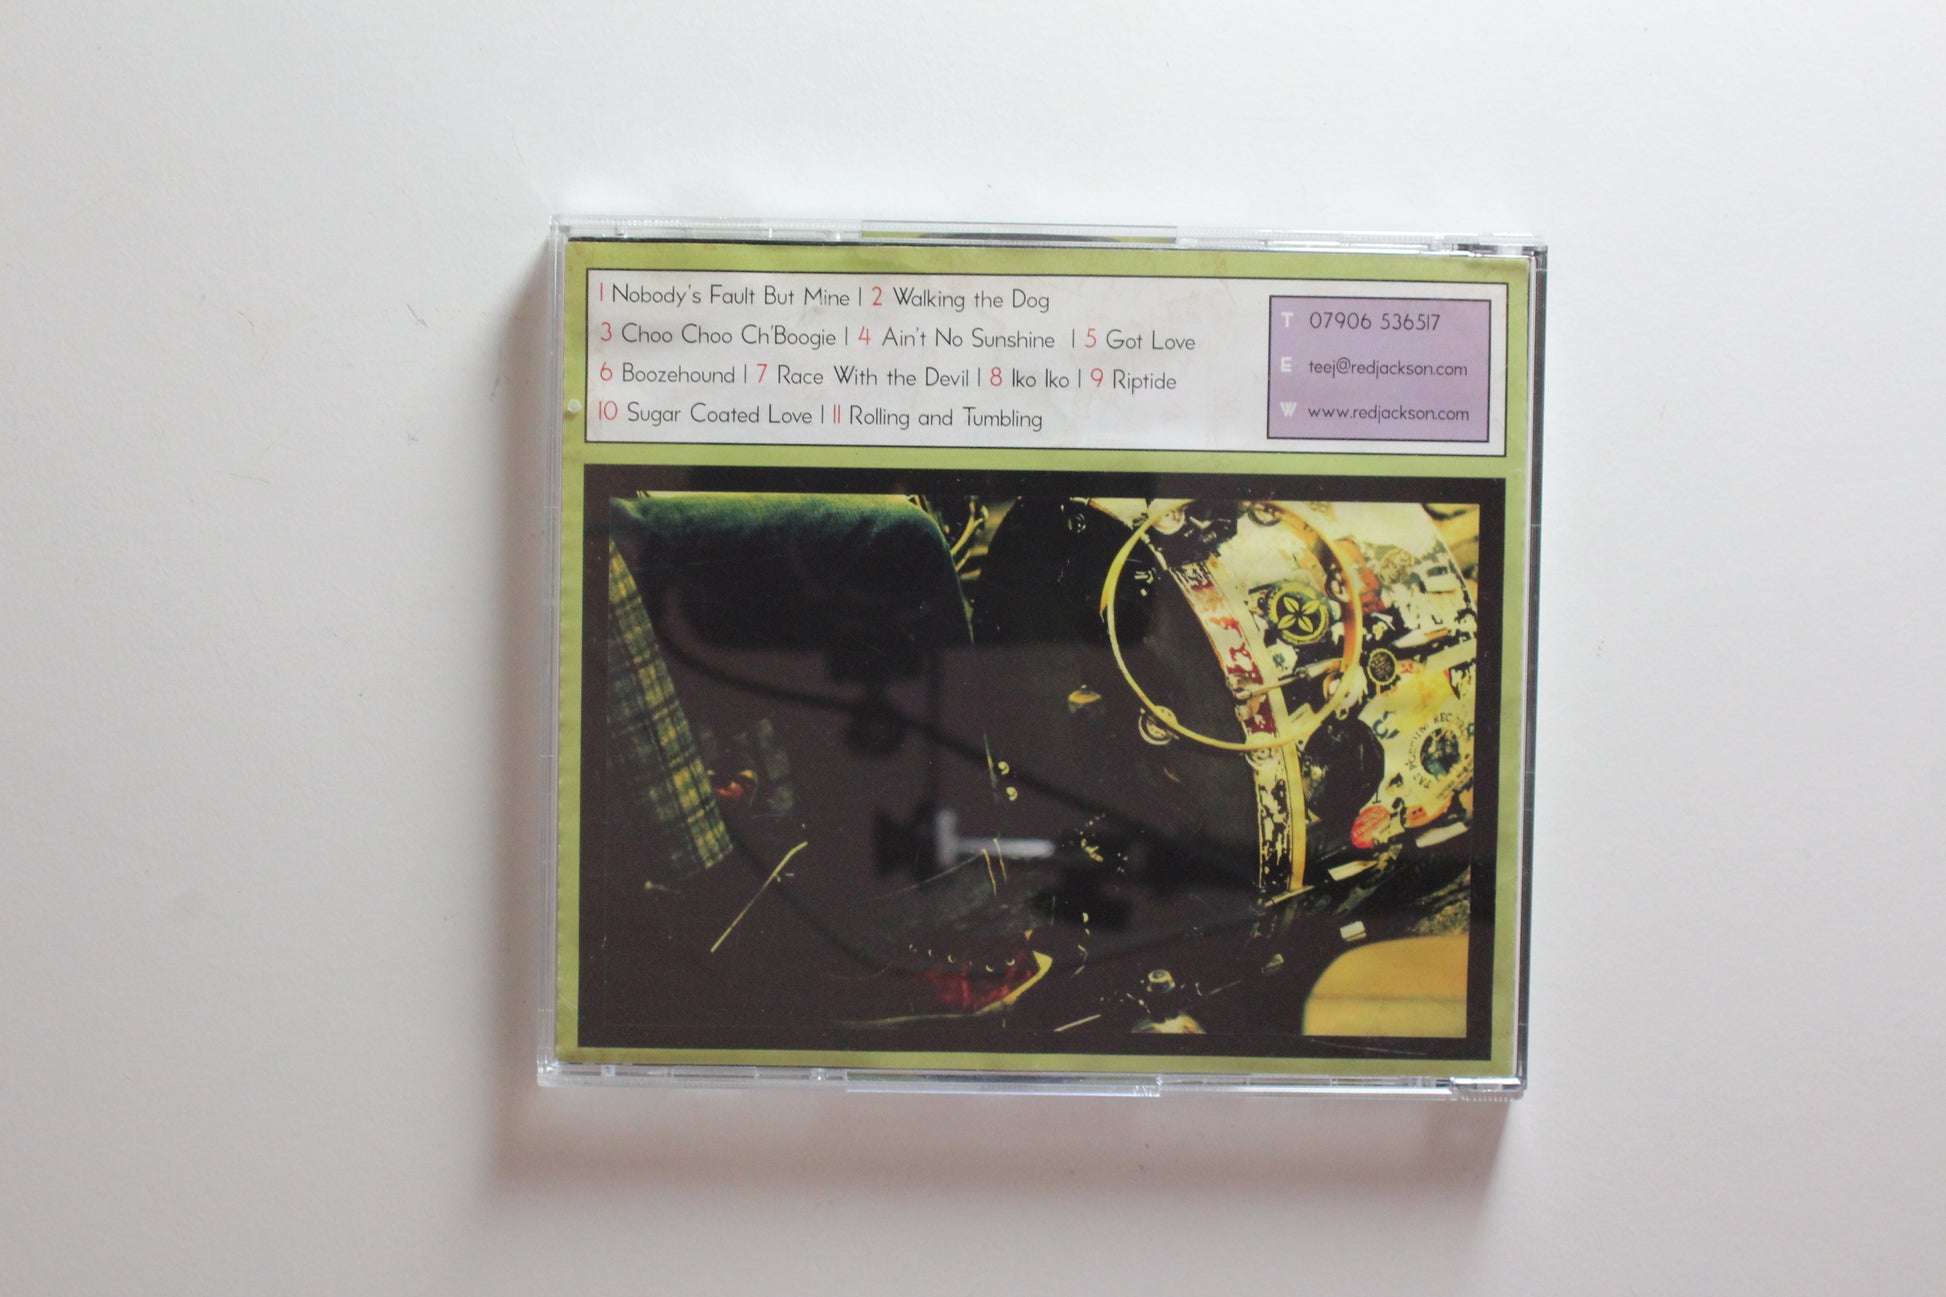 1 Nobody's Fault But Mine | 2 Walking the Dog
3 Choo Choo Ch'Boogie | 4 Ain't No Sunshine | 5 Got Love
6 Boozehound | 7 Race With the Devil | 8 Iko Iko | 9 Riptide
10 Sugar Coated Love | 11 Rolling and Tumbling
T 07906 536517
E teej@redjackson.com
W www.redjackson.com